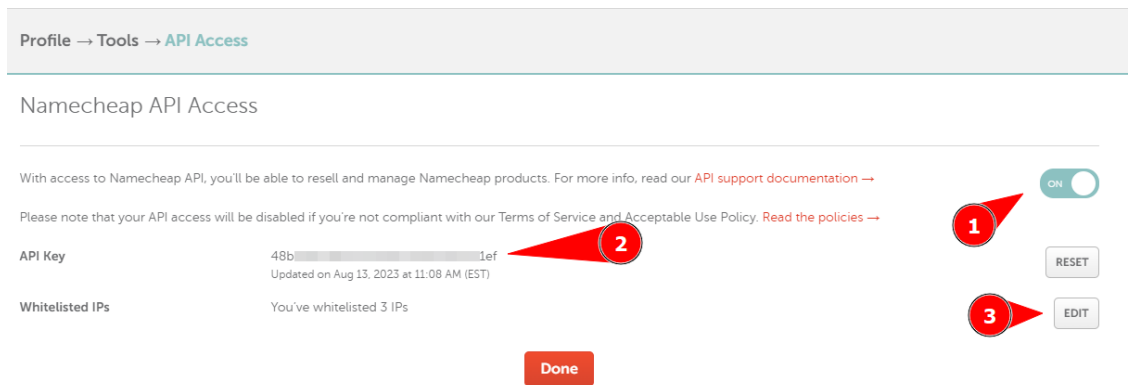 Profile → Tools → API Access
Namecheap API Access
With access to Namecheap API, you'll be able to resell and manage Namecheap products. For more info, read our API support documentation →
ON
1
Please note that your API access will be disabled if you're not compliant with our Terms of Service and Acceptable Use Policy. Read the policies →
2
API Key
48b 1ef
RESET
Updated on Aug 13, 2023 at 11:08 AM (EST)
Whitelisted IPs
You've whitelisted 3 IPs
3
EDIT
Done